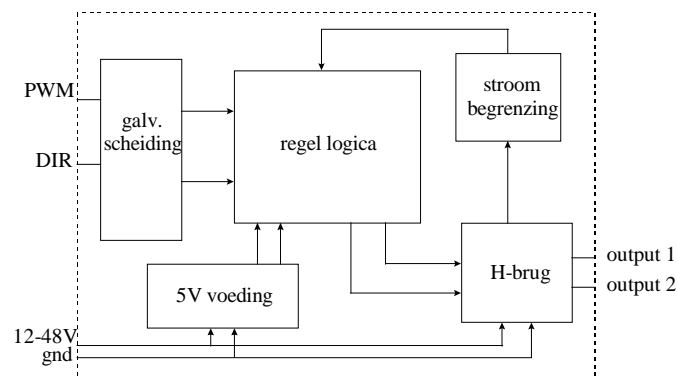 PWM
DIR
galv.
scheiding
regel logica
stroom
begrenzing
5V voeding
H-brug
output 1
output 2
12-48V
gnd